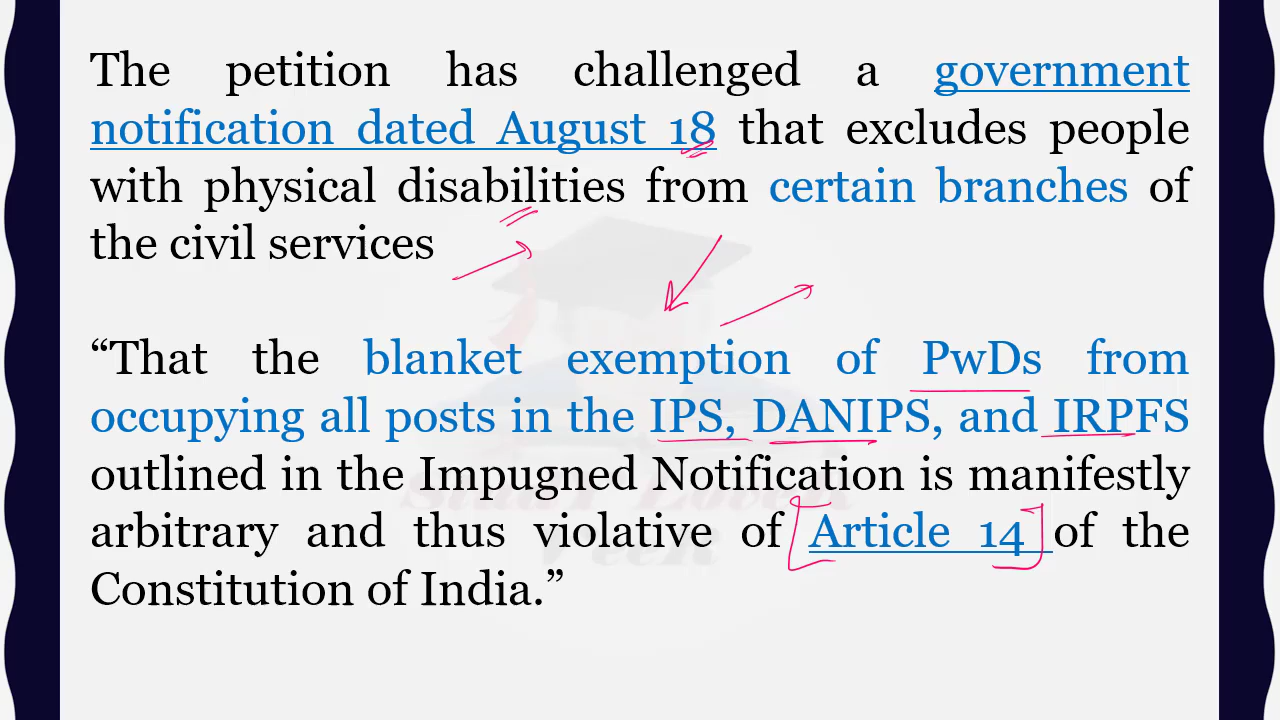 The petition has challenged a government
notification dated August 18 that excludes people
with physical disabilities from certain branches of
the civil services
“That the blanket exemption of PwDs from
occupying all posts in the IPS, DANIPS, and IRPFS
outlined in the Impugned Notification is manifestly
arbitrary and thus violative of Article 14 of the
Constitution of India.”